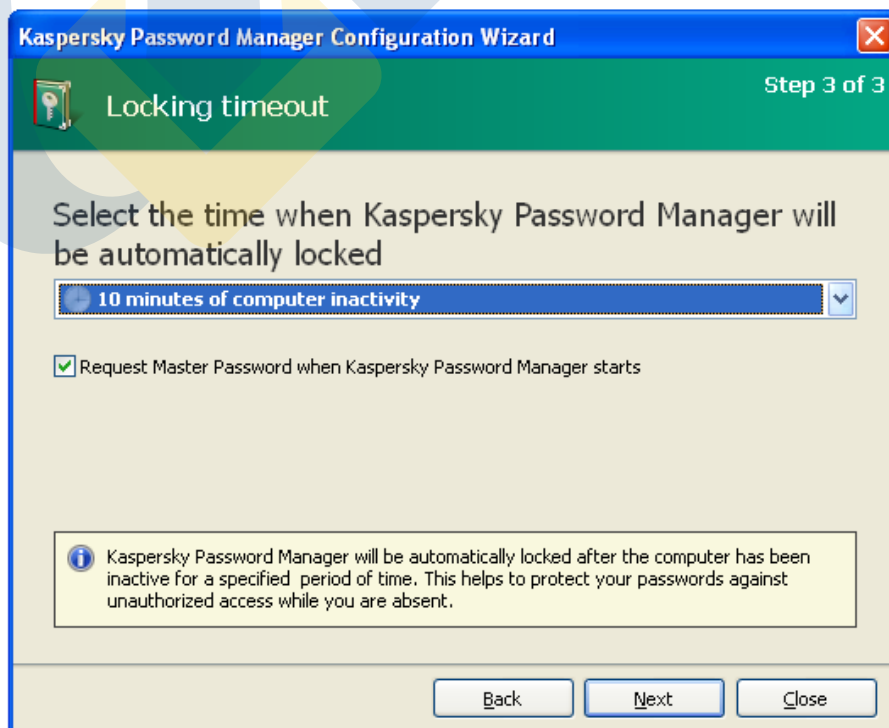 Kaspersky Password Manager Configuration Wizard
Step 3 of 3
Locking timeout
Select the time when Kaspersky Password Manager will
be automatically locked
10 minutes of computer inactivity
Request Master Password when Kaspersky Password Manager starts
Kaspersky Password Manager will be automatically locked after the computer has been
inactive for a specified period of time. This helps to protect your passwords against
unauthorized access while you are absent.
Back
Next
Close